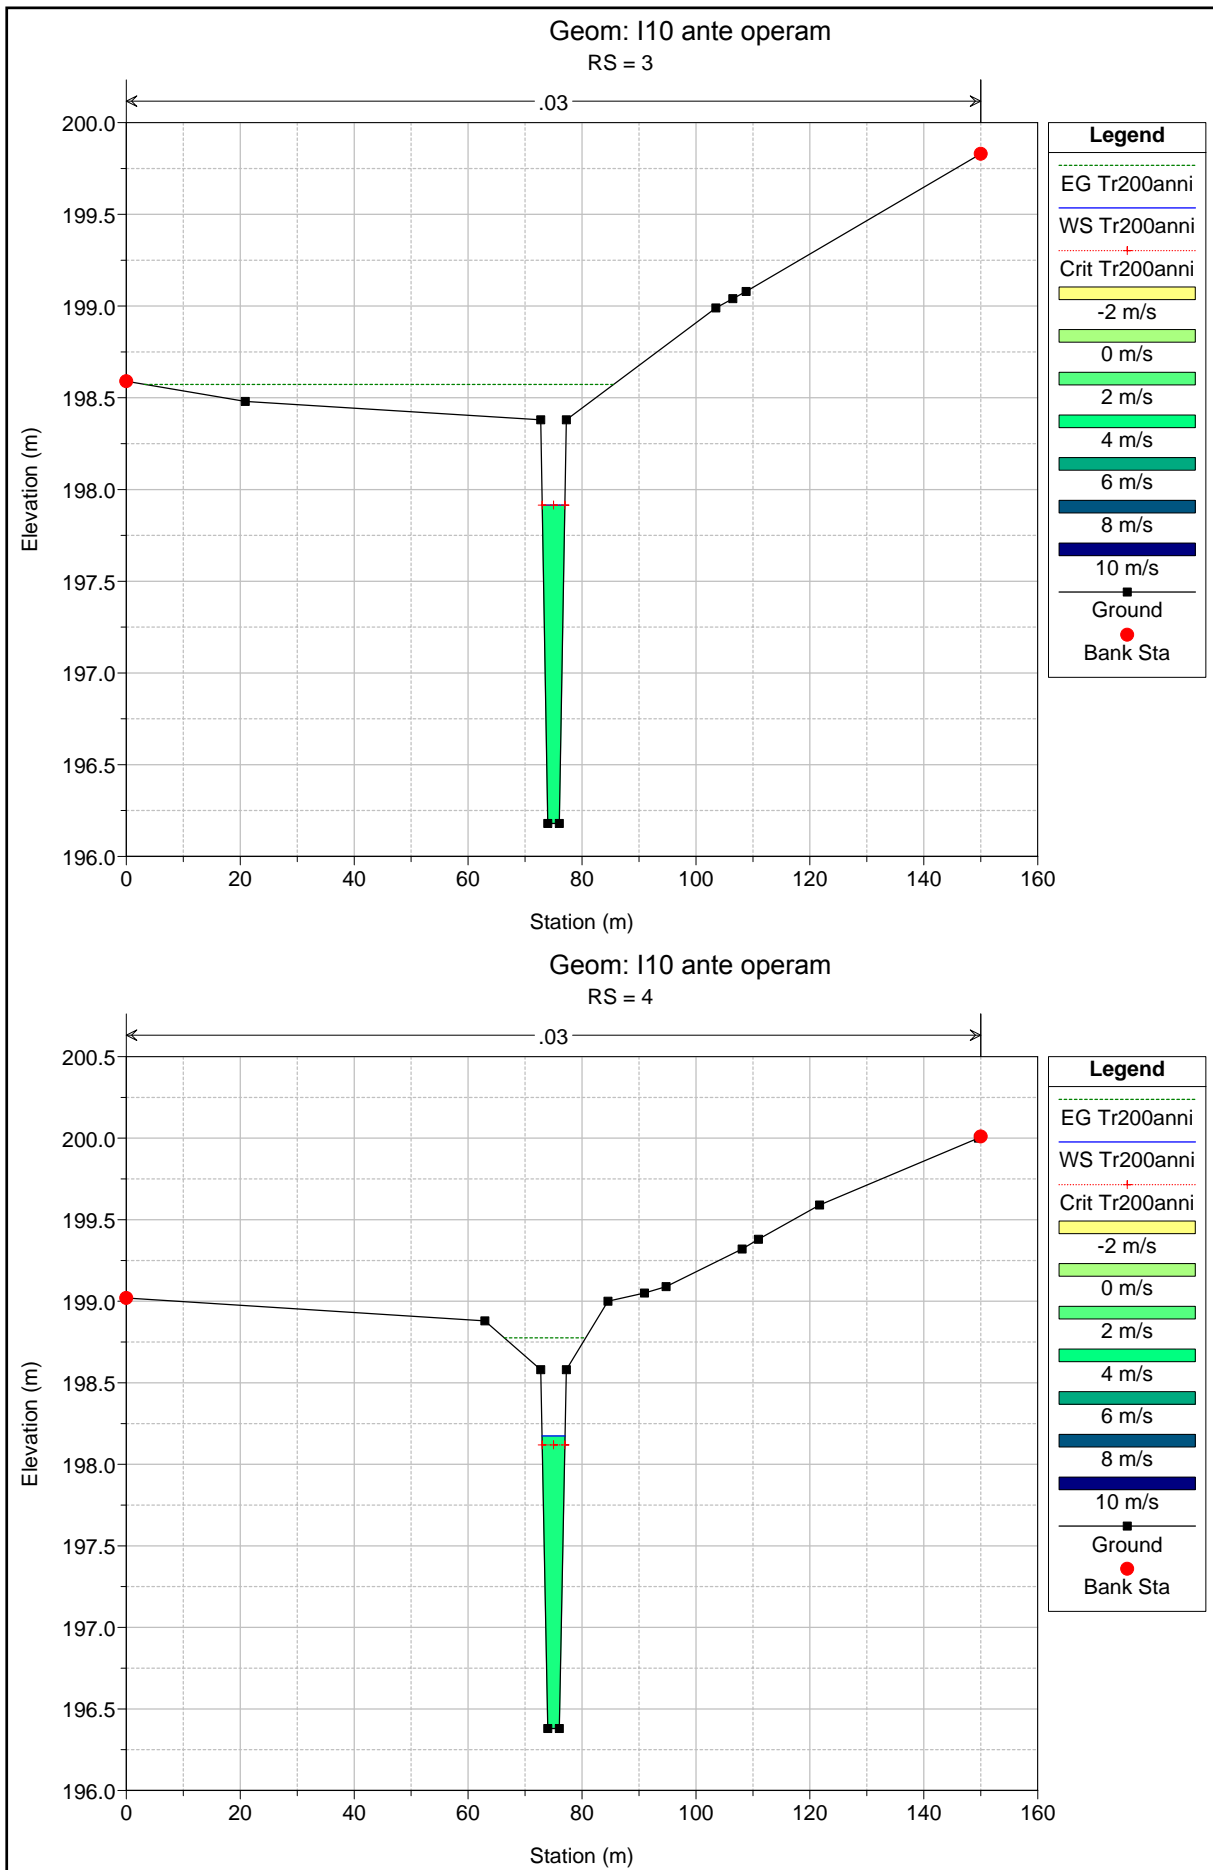 Geom: I10 ante operam
RS = 3
.03
200.0
199.5
199.0
198.5
198.0
197.5
197.0
196.5
196.0
Elevation (m)
0 20 40 60 80 100 120 140 160
Station (m)
Legend
EG Tr200anni
WS Tr200anni
Crit Tr200anni
-2 m/s
0 m/s
2 m/s
4 m/s
6 m/s
8 m/s
10 m/s
Ground
Bank Sta
Geom: I10 ante operam
RS = 4
.03
200.5
200.0
199.5
199.0
198.5
198.0
197.5
197.0
196.5
196.0
Elevation (m)
0 20 40 60 80 100 120 140 160
Station (m)
Legend
EG Tr200anni
WS Tr200anni
Crit Tr200anni
-2 m/s
0 m/s
2 m/s
4 m/s
6 m/s
8 m/s
10 m/s
Ground
Bank Sta